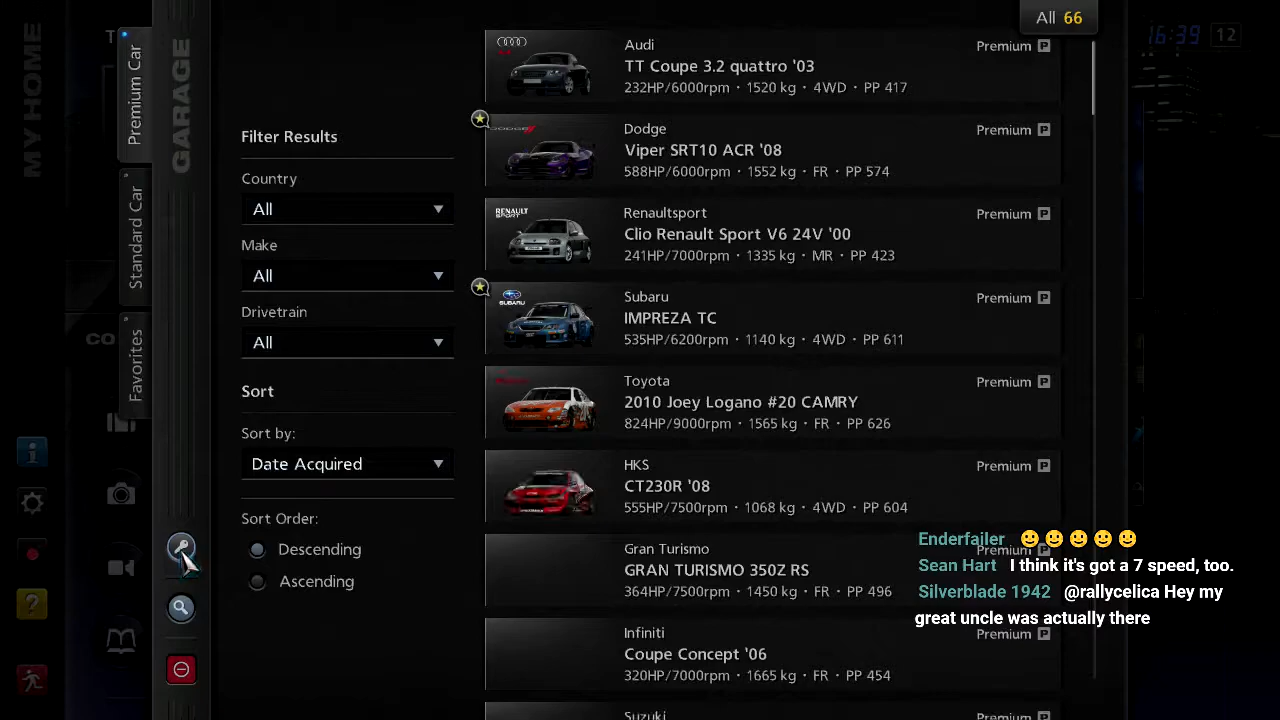 MY HOME
Premium Car
Standard Car
Favorites
GARAGE
All 66
16:39 12
Filter Results
Country
All
Make
All
Drivetrain
All
Sort
Sort by:
Date Acquired
Sort Order:
Descending
Ascending
Audi
Premium P
TT Coupe 3.2 quattro '03
232HP/6000rpm・1520 kg・4WD・PP 417
DODGE
Dodge
Premium P
Viper SRT10 ACR '08
588HP/6000rpm・1552 kg・FR・PP 574
RENAULT
SPORT
Renaultsport
Premium P
Clio Renault Sport V6 24V '00
241HP/7000rpm・1335 kg・MR・PP 423
SUBARU
Subaru
Premium P
IMPREZA TC
535HP/6200rpm・1140 kg・4WD・PP 611
Toyota
Premium P
2010 Joey Logano #20 CAMRY
824HP/9000rpm・1565 kg・FR・PP 626
HKS
Premium P
CT230R '08
555HP/7500rpm・1068 kg・4WD・PP 604
Gran Turismo
Premium P
GRAN TURISMO 350Z RS
364HP/7500rpm・1450 kg・FR・PP 496
Infiniti
Premium P
Coupe Concept '06
320HP/7000rpm・1665 kg・FR・PP 454
Suzuki
Enderfailer 🙂🙂🙂🙂🙂
Sean Hart I think it's got a 7 speed, too.
Silverblade 1942 @rallycelica Hey my
great uncle was actually there